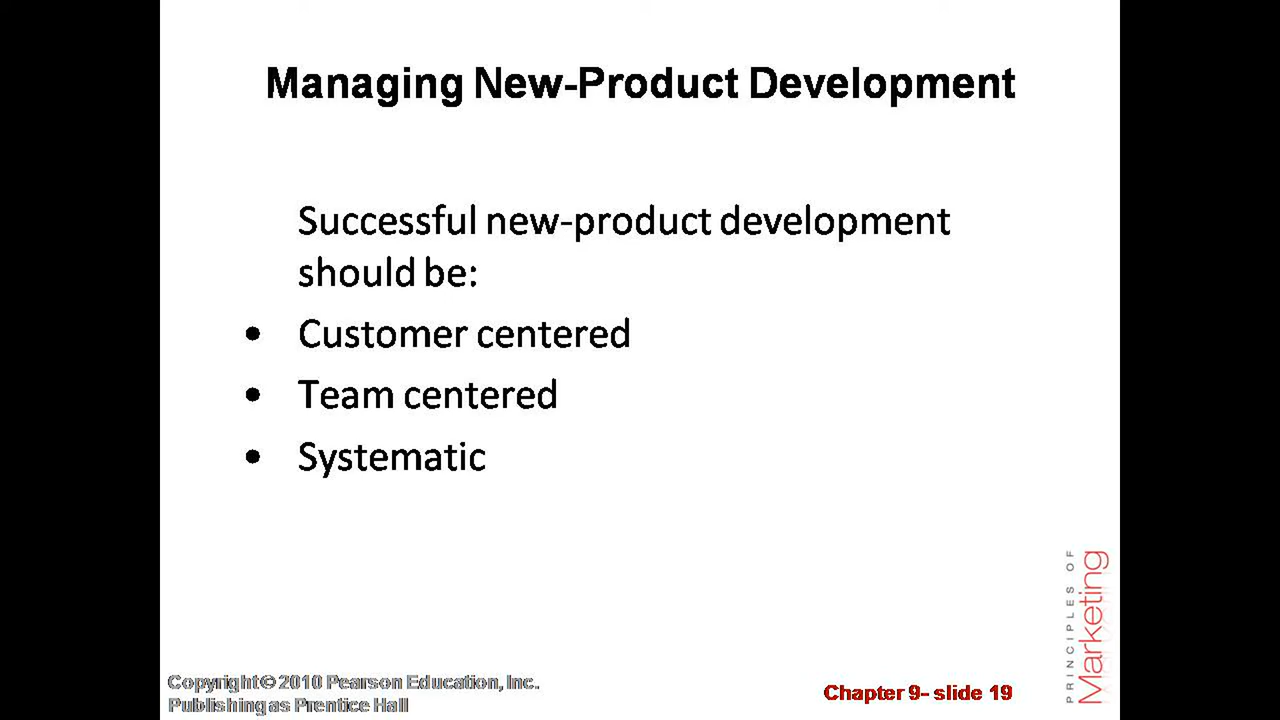 Managing New-Product Development
Successful new-product development
should be:
• Customer centered
• Team centered
• Systematic
PRINCIPLES OF
Marketing
Copyright © 2010 Pearson Education, Inc.
Publishing as Prentice Hall
Chapter 9- slide 19